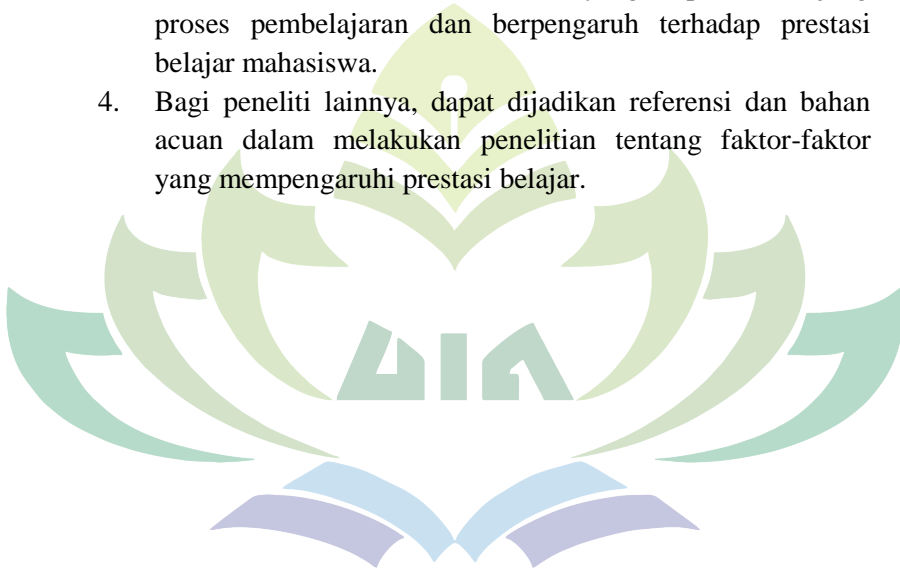 proses pembelajaran dan berpengaruh terhadap prestasi
belajar mahasiswa.
4. Bagi peneliti lainnya, dapat dijadikan referensi dan bahan
acuan dalam melakukan penelitian tentang faktor-faktor
yang mempengaruhi prestasi belajar.
UIN